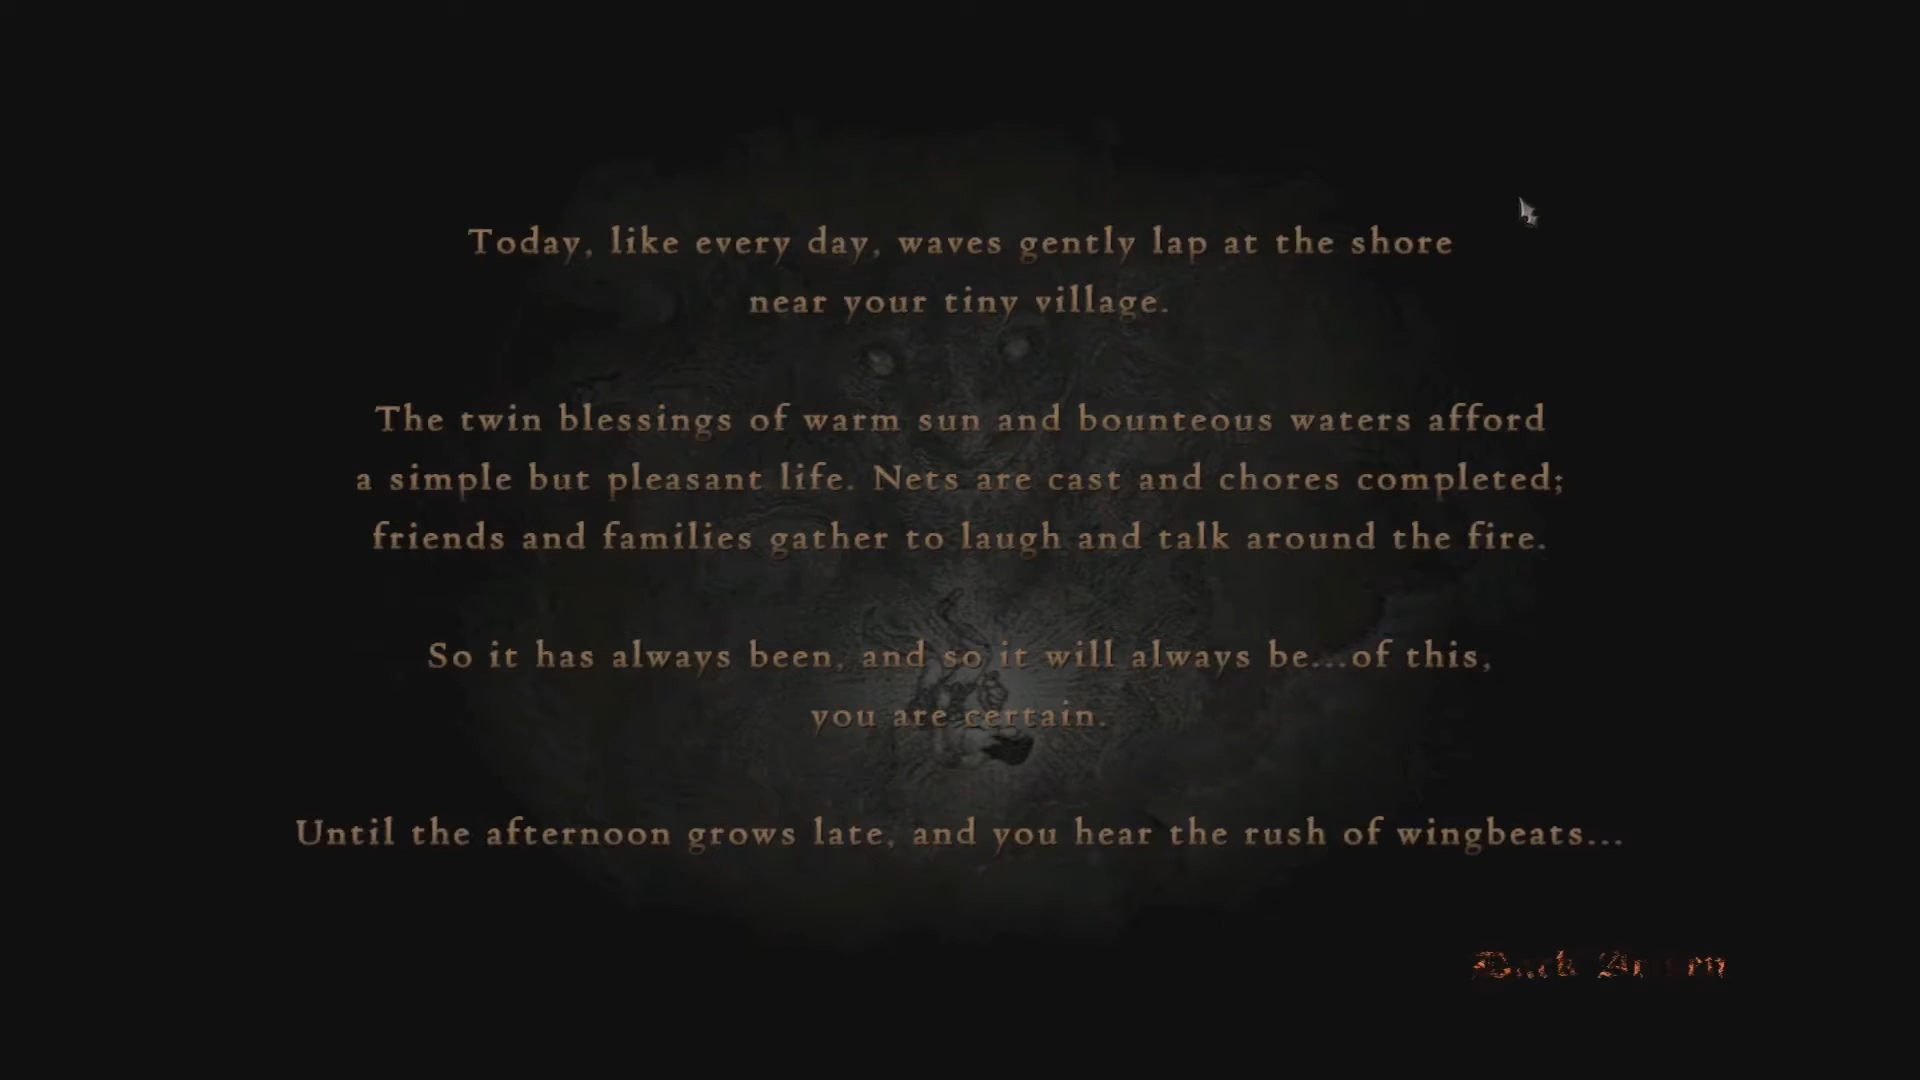 Today, like every day, waves gently lap at the shore
near your tiny village.
The twin blessings of warm sun and bounteous waters afford
a simple but pleasant life. Nets are cast and chores completed;
friends and families gather to laugh and talk around the fire.
So it has always been, and so it will always be...of this,
you are certain.
Until the afternoon grows late, and you hear the rush of wingbeats...
Dark